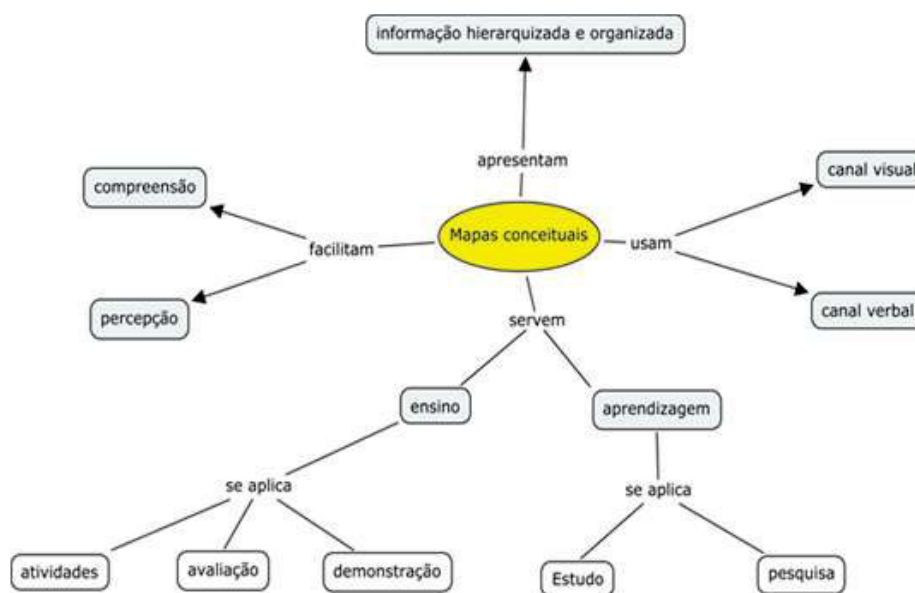 informação hierarquizada e organizada
apresentam
compreensão
canal visual
Mapas conceituais
facilitam
usam
percepção
canal verbal
servem
ensino
aprendizagem
se aplica
se aplica
atividades
avaliação
demonstração
Estudo
pesquisa